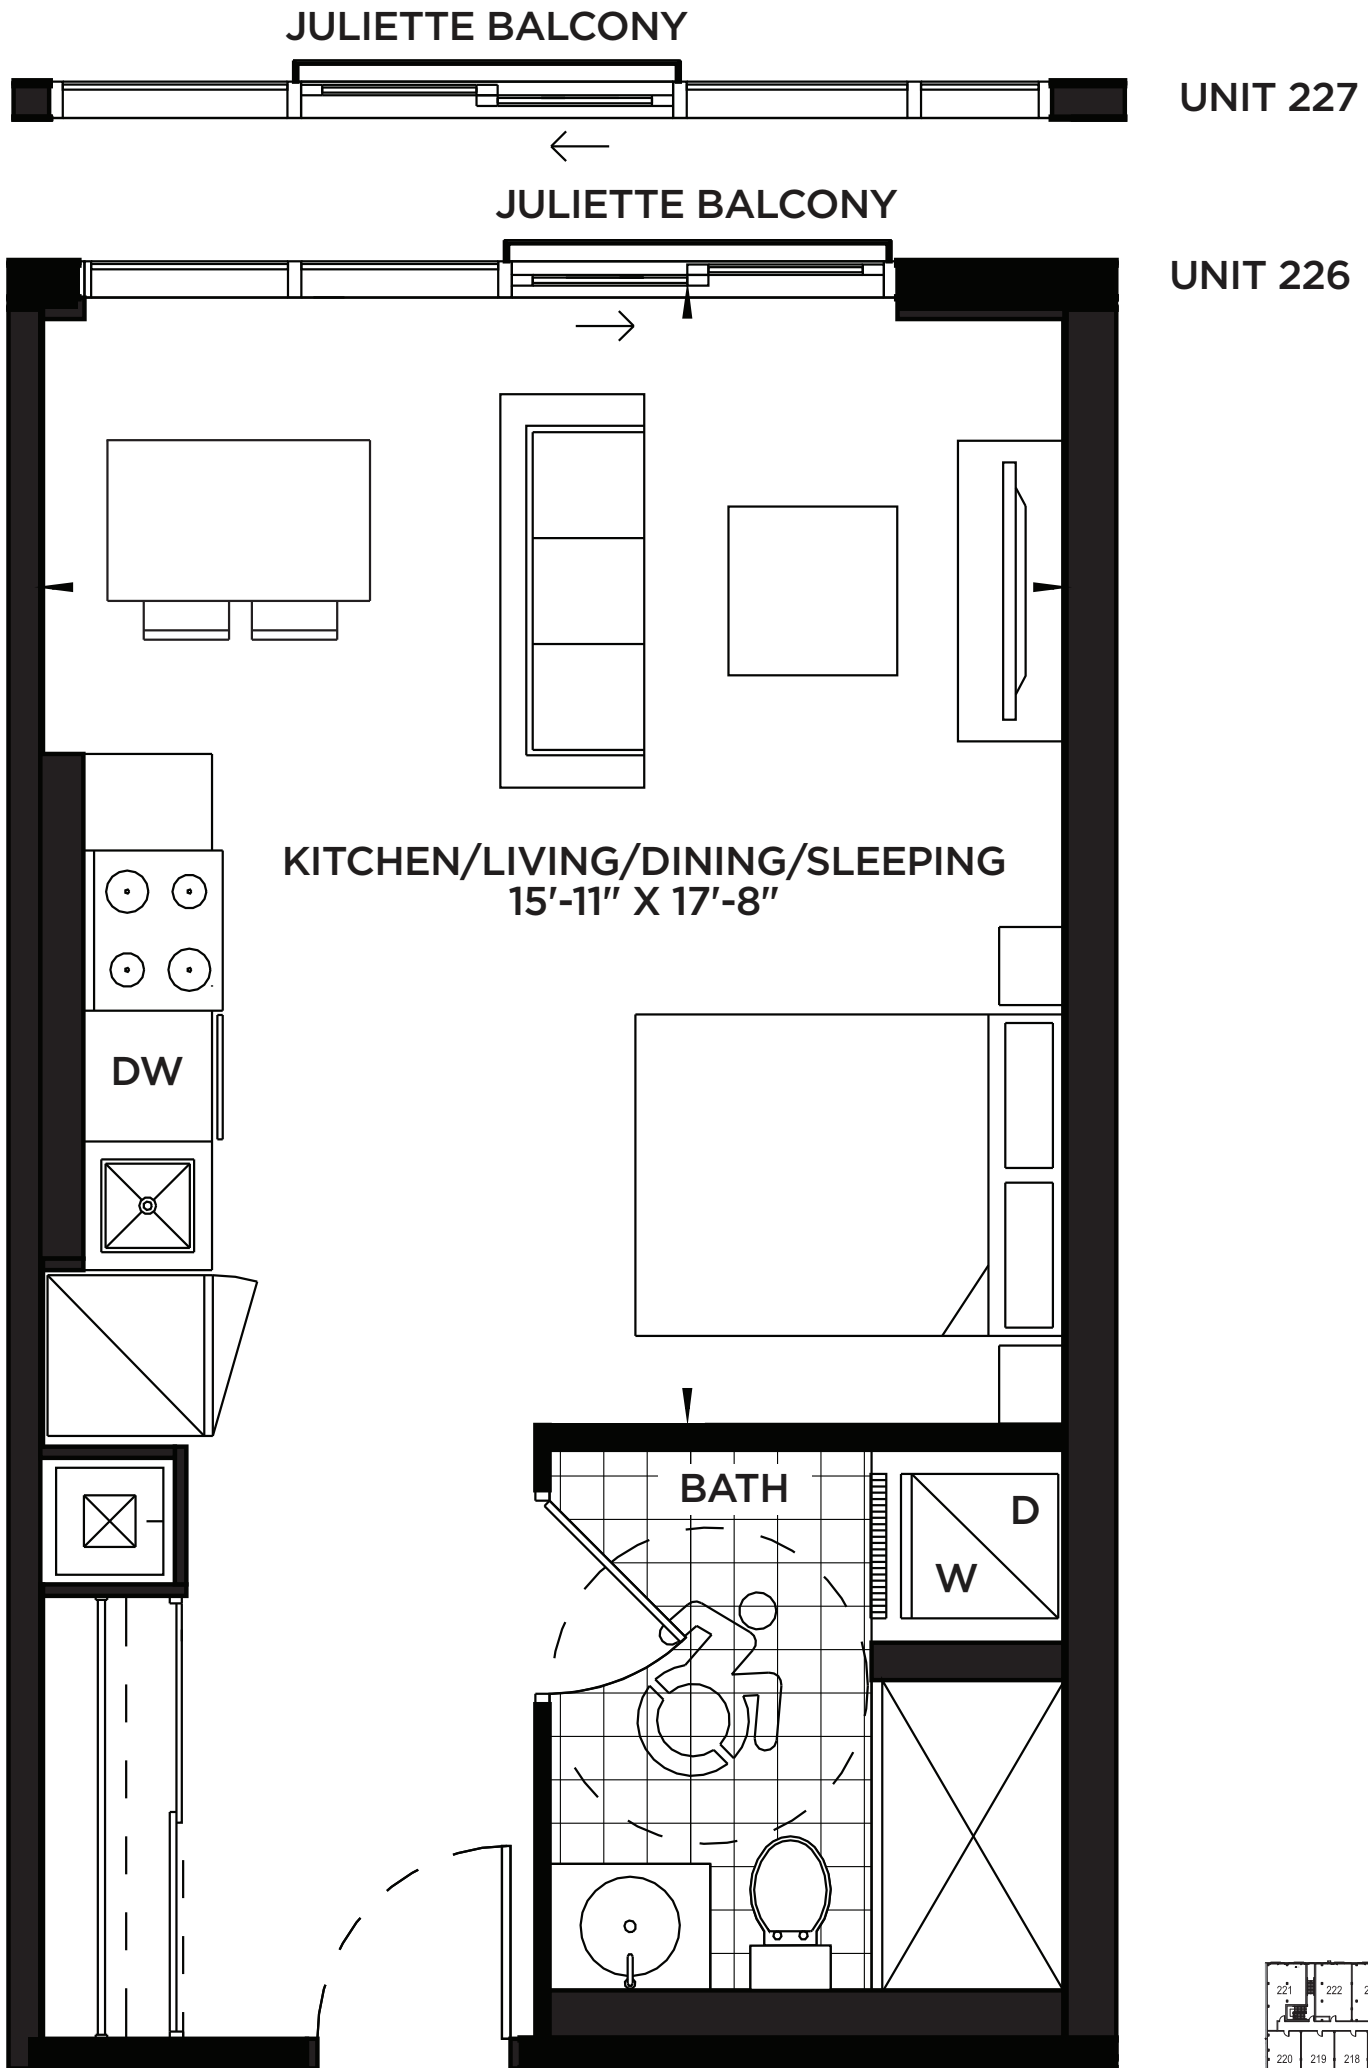 JULIETTE BALCONY
UNIT 227
JULIETTE BALCONY
UNIT 226
KITCHEN/LIVING/DINING/SLEEPING
15'-11" X 17'-8"
DW
BATH
D
W
221
222
220
219
218